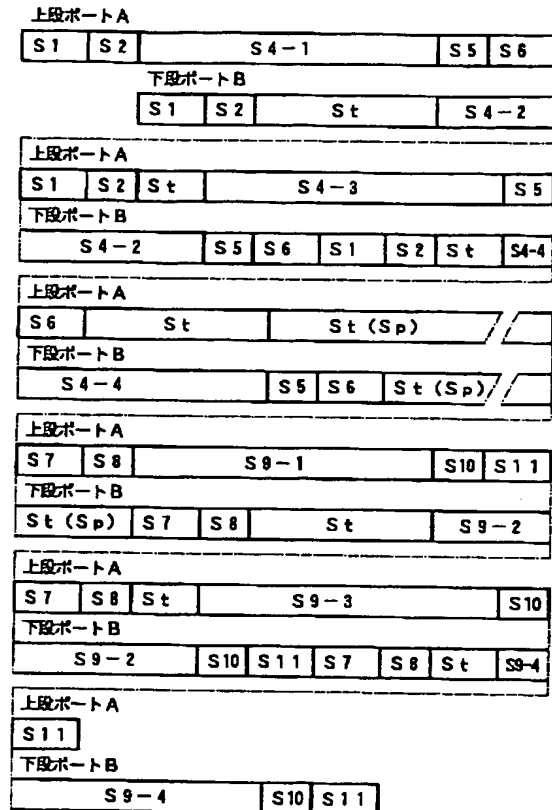 上段ポートA
S1 S2 S4-1 S5 S6
下段ポートB
S1 S2 St S4-2
上段ポートA
S1 S2 St S4-3 S5
下段ポートB
S4-2 S5 S6 S1 S2 St S4-4
上段ポートA
S6 St St(Sp)
下段ポートB
S4-4 S5 S6 St(Sp)
上段ポートA
S7 S8 S9-1 S10 S11
下段ポートB
St(Sp) S7 S8 St S9-2
上段ポートA
S7 S8 St S9-3 S10
下段ポートB
S9-2 S10 S11 S7 S8 St S9-4
上段ポートA
S11
下段ポートB
S9-4 S10 S11